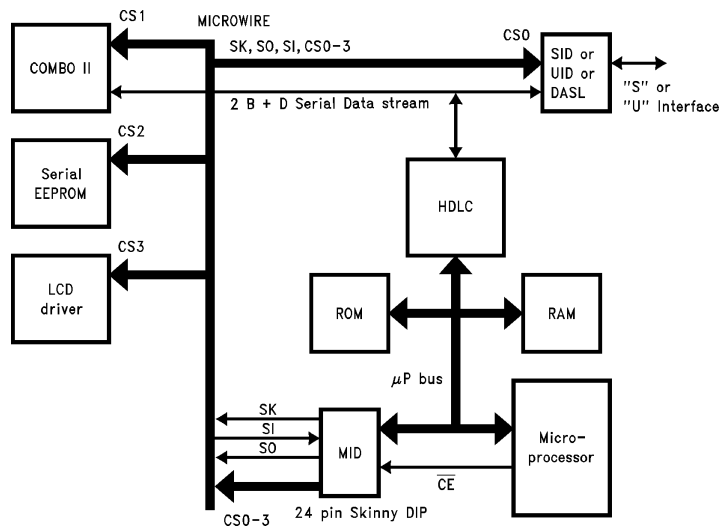 CS1
MICROWIRE
SK, SO, SI, CS0-3
CS0
COMBO II
SID or
UID or
DASL
"S" or
"U" Interface
2 B + D Serial Data stream
CS2
Serial
EEPROM
HDLC
CS3
LCD
driver
ROM
RAM
μP bus
SK
SI
SO
MID
Micro-
processor
CE
CS0-3
24 pin Skinny DIP